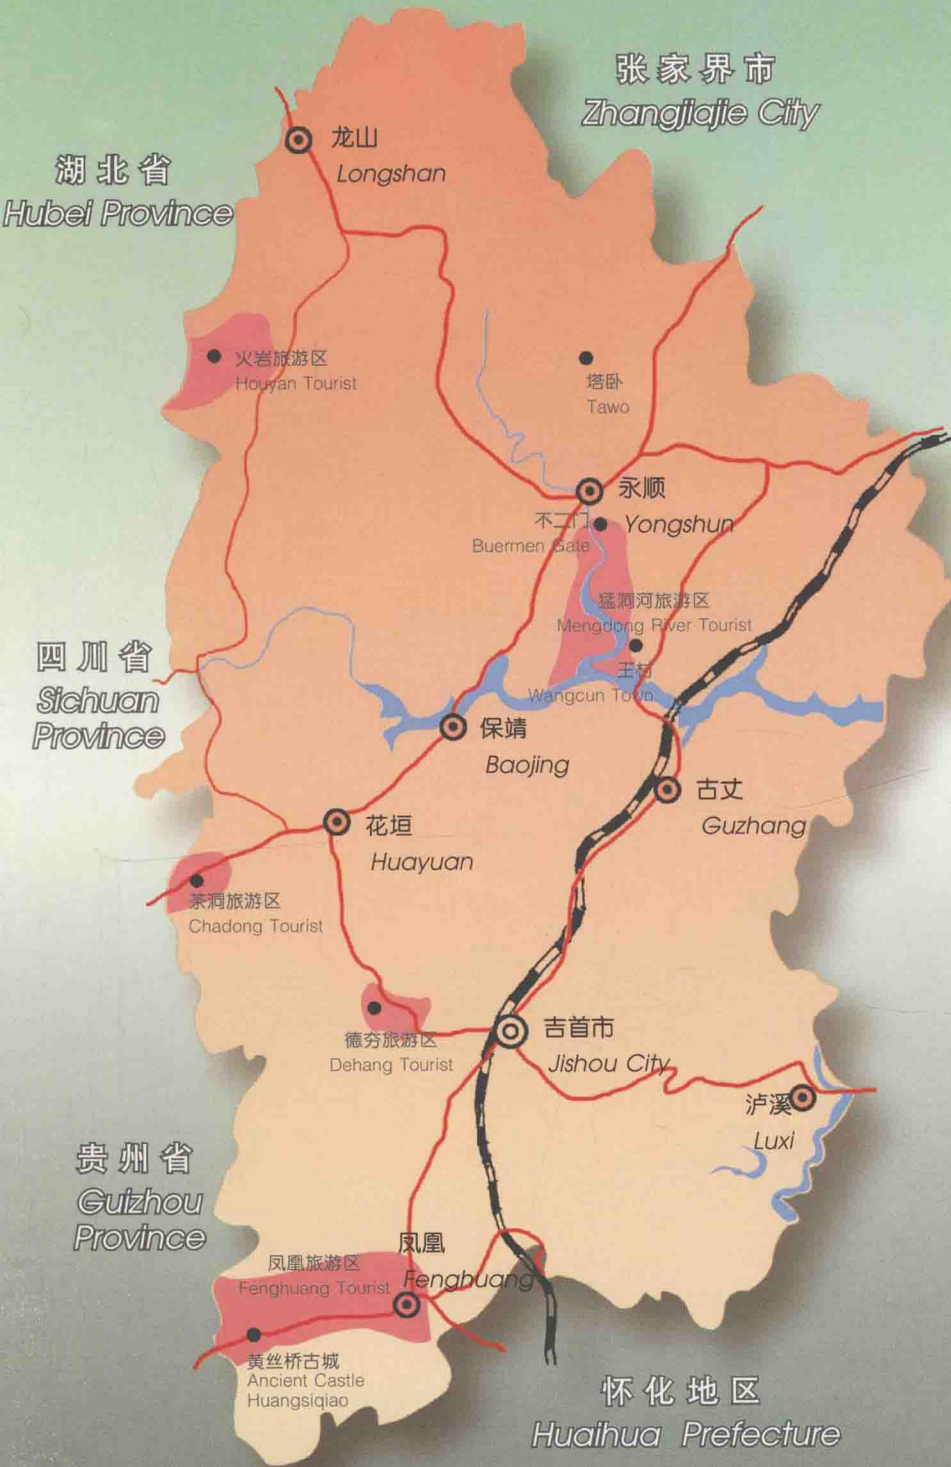 张家界市
Zhangjiajie City
龙山
Longshan
湖北省
Hubei Province
火岩旅游区
Houyan Tourist
塔卧
Tawo
永顺
Yongshun
不二门
Buermen Gate
猛洞河旅游区
Mengdong River Tourist
王村
Wangcun Town
四川省
Sichuan
Province
保靖
Baojing
古丈
Guzhang
花垣
Huayuan
茶洞旅游区
Chadong Tourist
德夯旅游区
Dehang Tourist
吉首市
Jishou City
泸溪
Luxi
贵州省
Guizhou
Province
凤凰
Fenghuang
凤凰旅游区
Fenghuang Tourist
黄丝桥古城
Ancient Castle
Huangsiqiao
怀化地区
Huaihua Prefecture